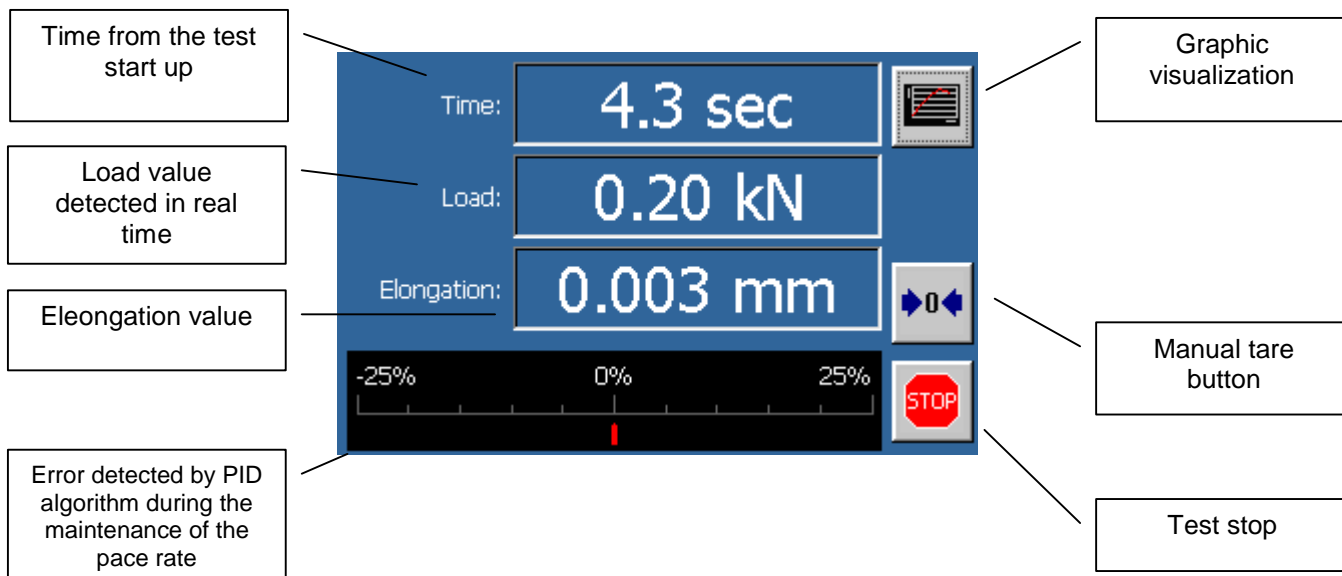 Time from the test
start up
Load value
detected in real
time
Eleongation value
Error detected by PID
algorithm during the
maintenance of the
pace rate
Time:
4.3 sec
Load:
0.20 kN
Elongation:
0.003 mm
-25% 0% 25%
0
STOP
Graphic
visualization
Manual tare
button
Test stop